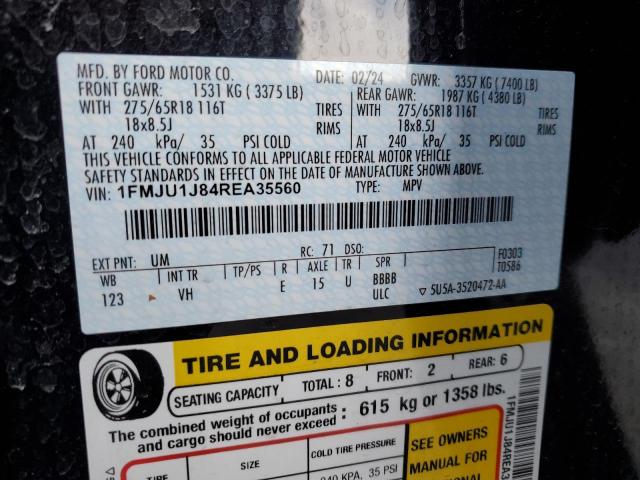 MFD. BY FORD MOTOR CO.
DATE: 02/24 GVWR: 3357 KG (7400 LB)
FRONT GAWR: 1531 KG (3375 LB) REAR GAWR: 1987 KG (4380 LB)
WITH 275/65R18 116T TIRES WITH 275/65R18 116T TIRES
18x8.5J RIMS 18x8.5J RIMS
AT 240 kPa/ 35 PSI COLD AT 240 kPa/ 35 PSI COLD
THIS VEHICLE CONFORMS TO ALL APPLICABLE FEDERAL MOTOR VEHICLE
SAFETY STANDARDS IN EFFECT ON THE DATE OF MANUFACTURE SHOWN ABOVE.
VIN: 1FMJU1J84REA35560 TYPE: MPV
EXT PNT: UM RC: 71 DSO:
WB INT TR TP/PS R AXLE TR SPR
123 VH E 15 U BBBB
ULC
F0303
T0586
5U5A-3520472-AA
TIRE AND LOADING INFORMATION
SEATING CAPACITY TOTAL: 8 FRONT: 2 REAR: 6
The combined weight of occupants
and cargo should never exceed: 615 kg or 1358 lbs.
TIRE SIZE COLD TIRE PRESSURE
240 KPA, 35 PSI
SEE OWNERS
MANUAL FOR
1FMJU1J84REA3